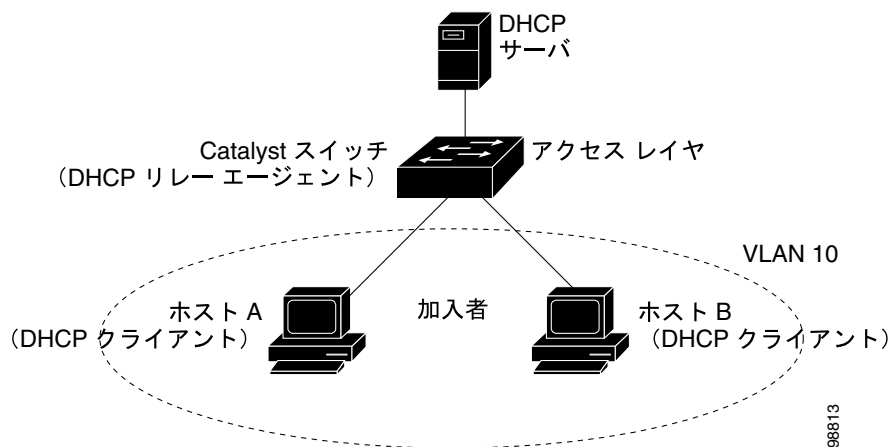 DHCP
サーバ
Catalyst スイッチ
（DHCP リレー エージェント）
アクセス レイヤ
VLAN 10
ホスト A
（DHCP クライアント）
加入者
ホスト B
（DHCP クライアント）
98813